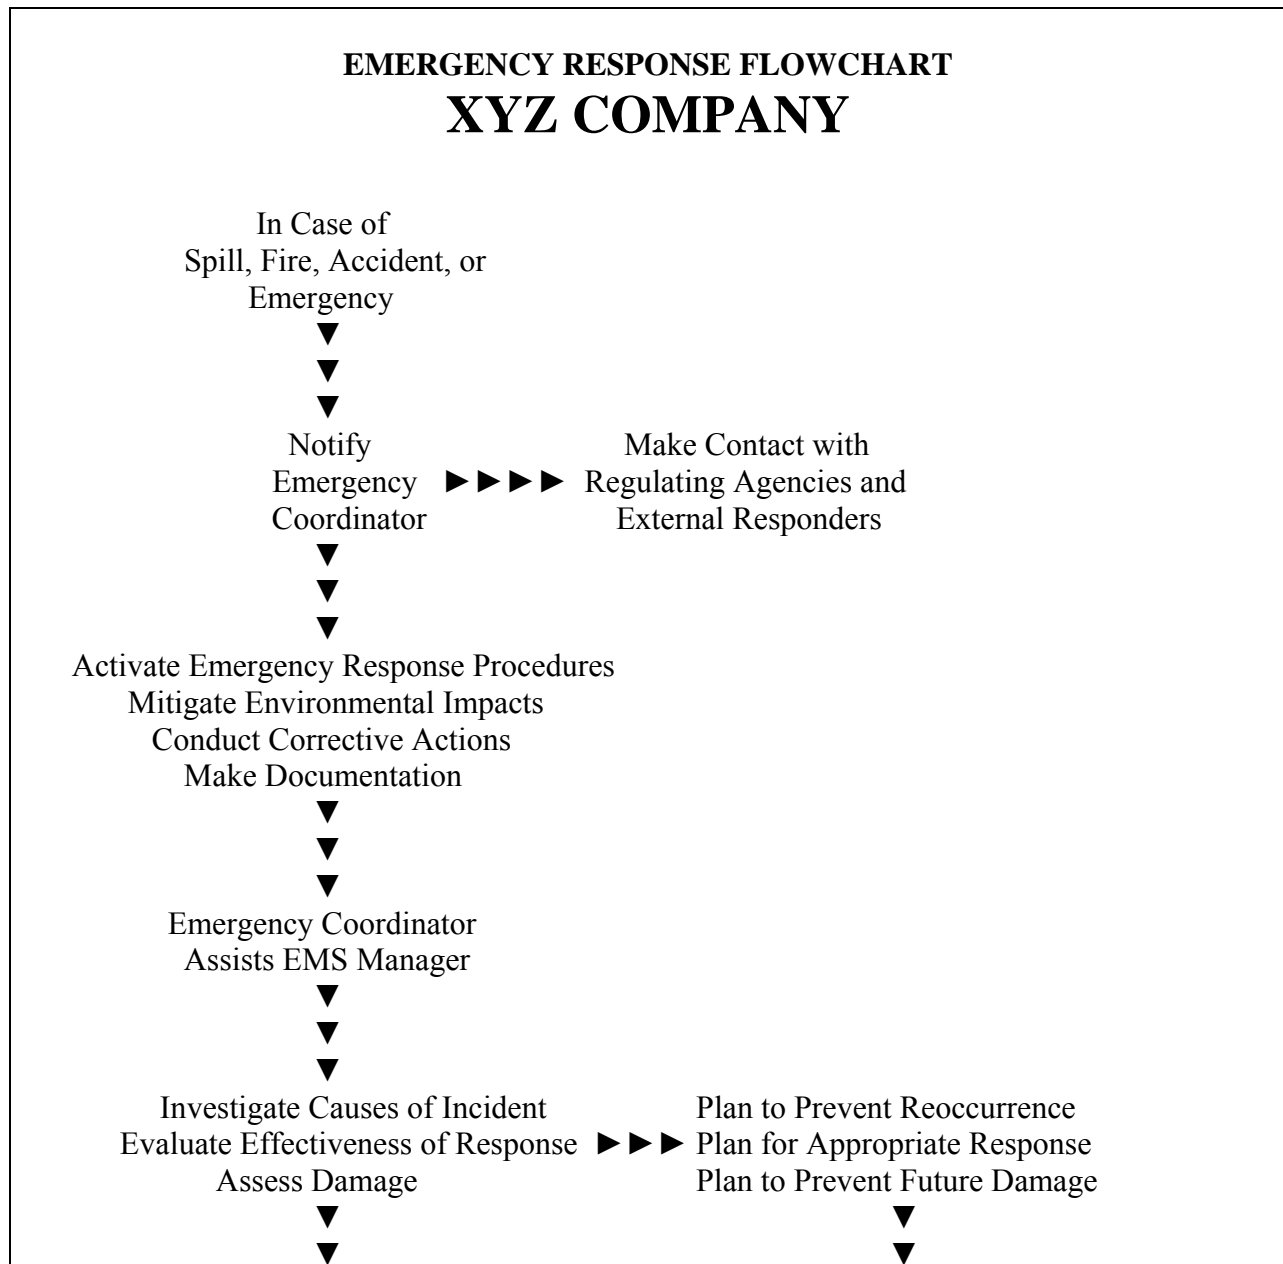 EMERGENCY RESPONSE FLOWCHART
XYZ COMPANY
In Case of
Spill, Fire, Accident, or
Emergency
▼
▼
▼
Notify
Emergency
Coordinator
►►►►
Make Contact with
Regulating Agencies and
External Responders
▼
▼
▼
Activate Emergency Response Procedures
Mitigate Environmental Impacts
Conduct Corrective Actions
Make Documentation
▼
▼
▼
Emergency Coordinator
Assists EMS Manager
▼
▼
▼
Investigate Causes of Incident
Evaluate Effectiveness of Response
Assess Damage
►►►
Plan to Prevent Reoccurrence
Plan for Appropriate Response
Plan to Prevent Future Damage
▼ ▼
▼ ▼